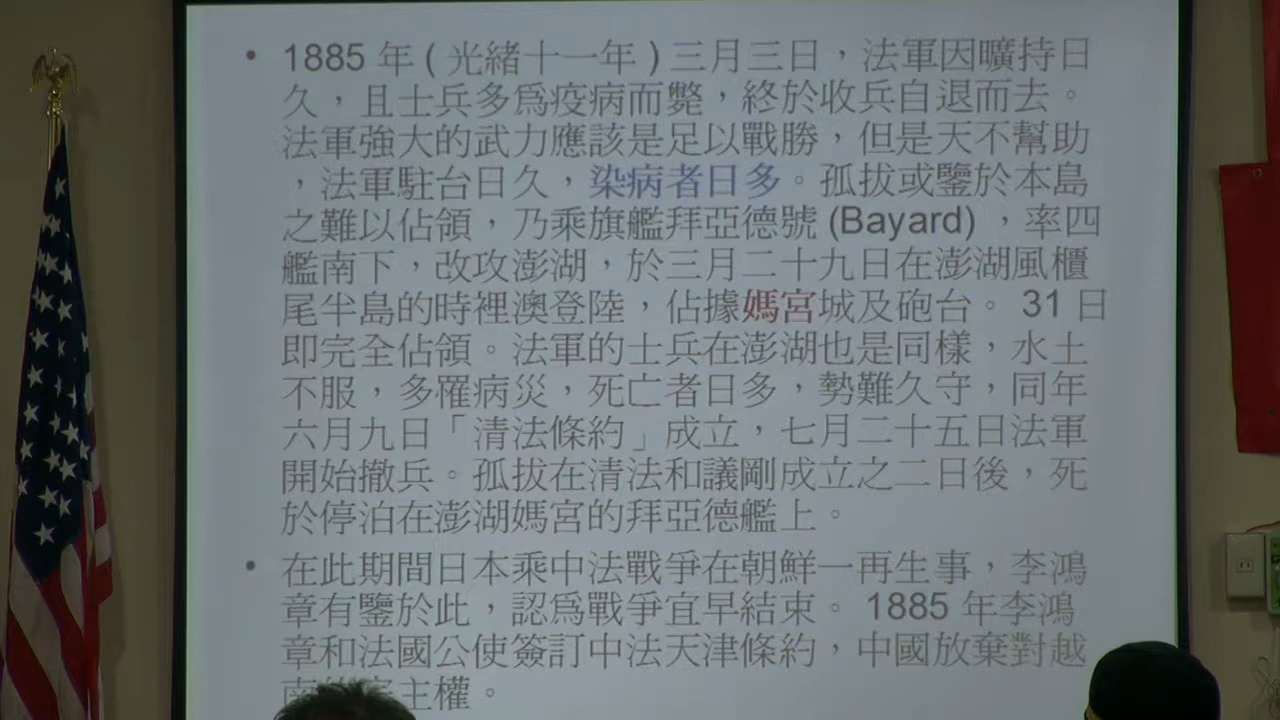 • 1885 年 ( 光緒十一年 ) 三月三日，法軍因曠持日
久，且士兵多為疫病而斃，終於收兵自退而去。
法軍強大的武力應該是足以戰勝，但是天不幫助
，法軍駐台日久，染病者日多。孤拔或鑒於本島
之難以佔領，乃乘旗艦拜亞德號 (Bayard) ，率四
艦南下，改攻澎湖，於三月二十九日在澎湖風櫃
尾半島的時裡澳登陸，佔據媽宮城及砲台。 31 日
即完全佔領。法軍的士兵在澎湖也是同樣，水土
不服，多罹病災，死亡者日多，勢難久守，同年
六月九日「清法條約」成立，七月二十五日法軍
開始撤兵。孤拔在清法和議剛成立之二日後，死
於停泊在澎湖媽宮的拜亞德艦上。
• 在此期間日本乘中法戰爭在朝鮮一再生事，李鴻
章有鑒於此，認為戰爭宜早結束。 1885 年李鴻
章和法國公使簽訂中法天津條約，中國放棄對越
主權。